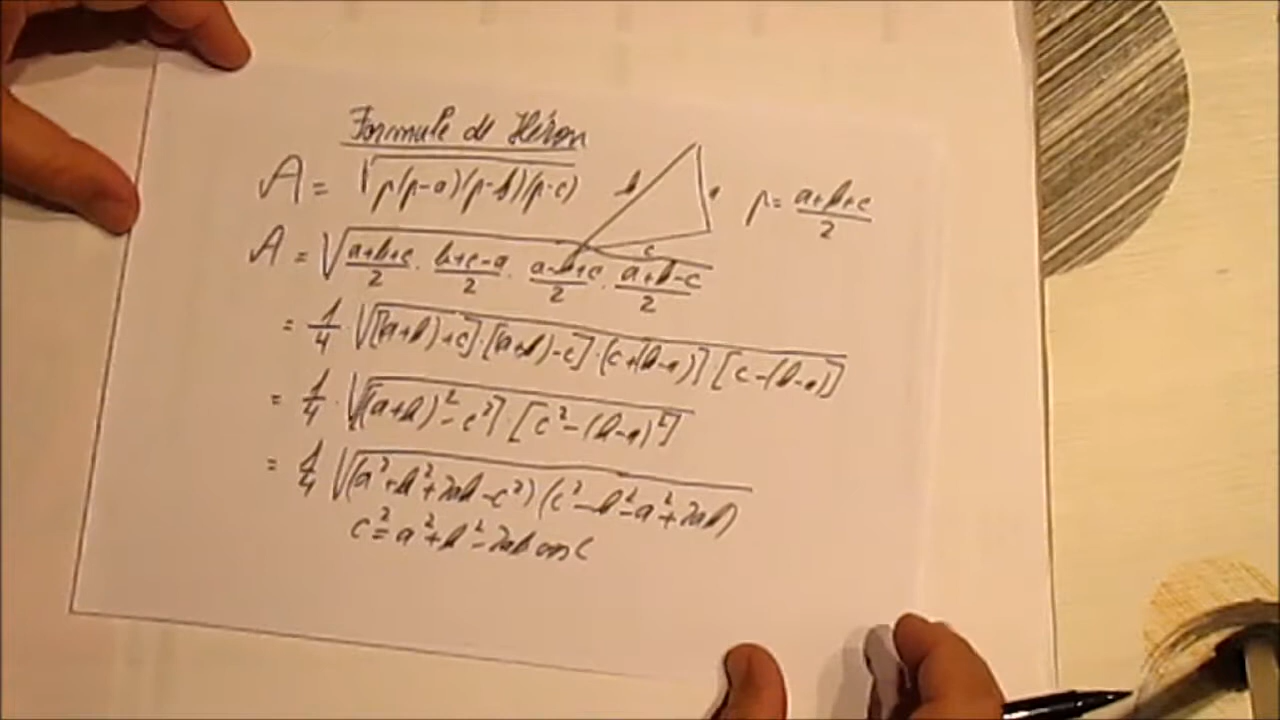 Formule de Héron
A = √p(p-a)(p-b)(p-c)
b a c
p = a+b+c/2
A = √a+b+c/2 · b+c-a/2 · a-b+c/2 · a+b-c/2
= 1/4 · √[(a+b)+c]·[(a+b)-c]·[c+(b-a)][c-(b-a)]
= 1/4 · √[(a+b)²-c²]·[c²-(b-a)²]
= 1/4 √(a²+b²+2ab-c²)(c²-b²-a²+2ab)
c² = a²+b²-2ab cos C